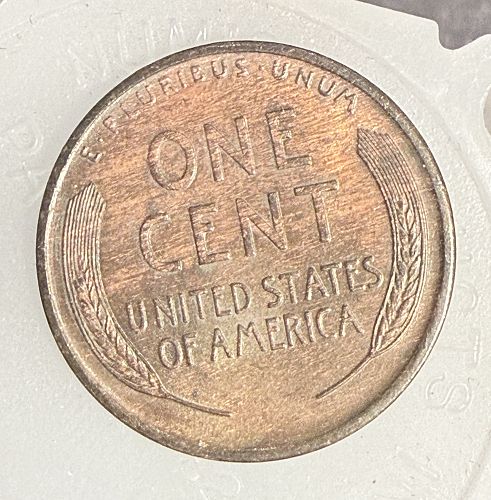 E·PLURIBUS·UNUM
ONE
CENT
UNITED STATES
OF AMERICA